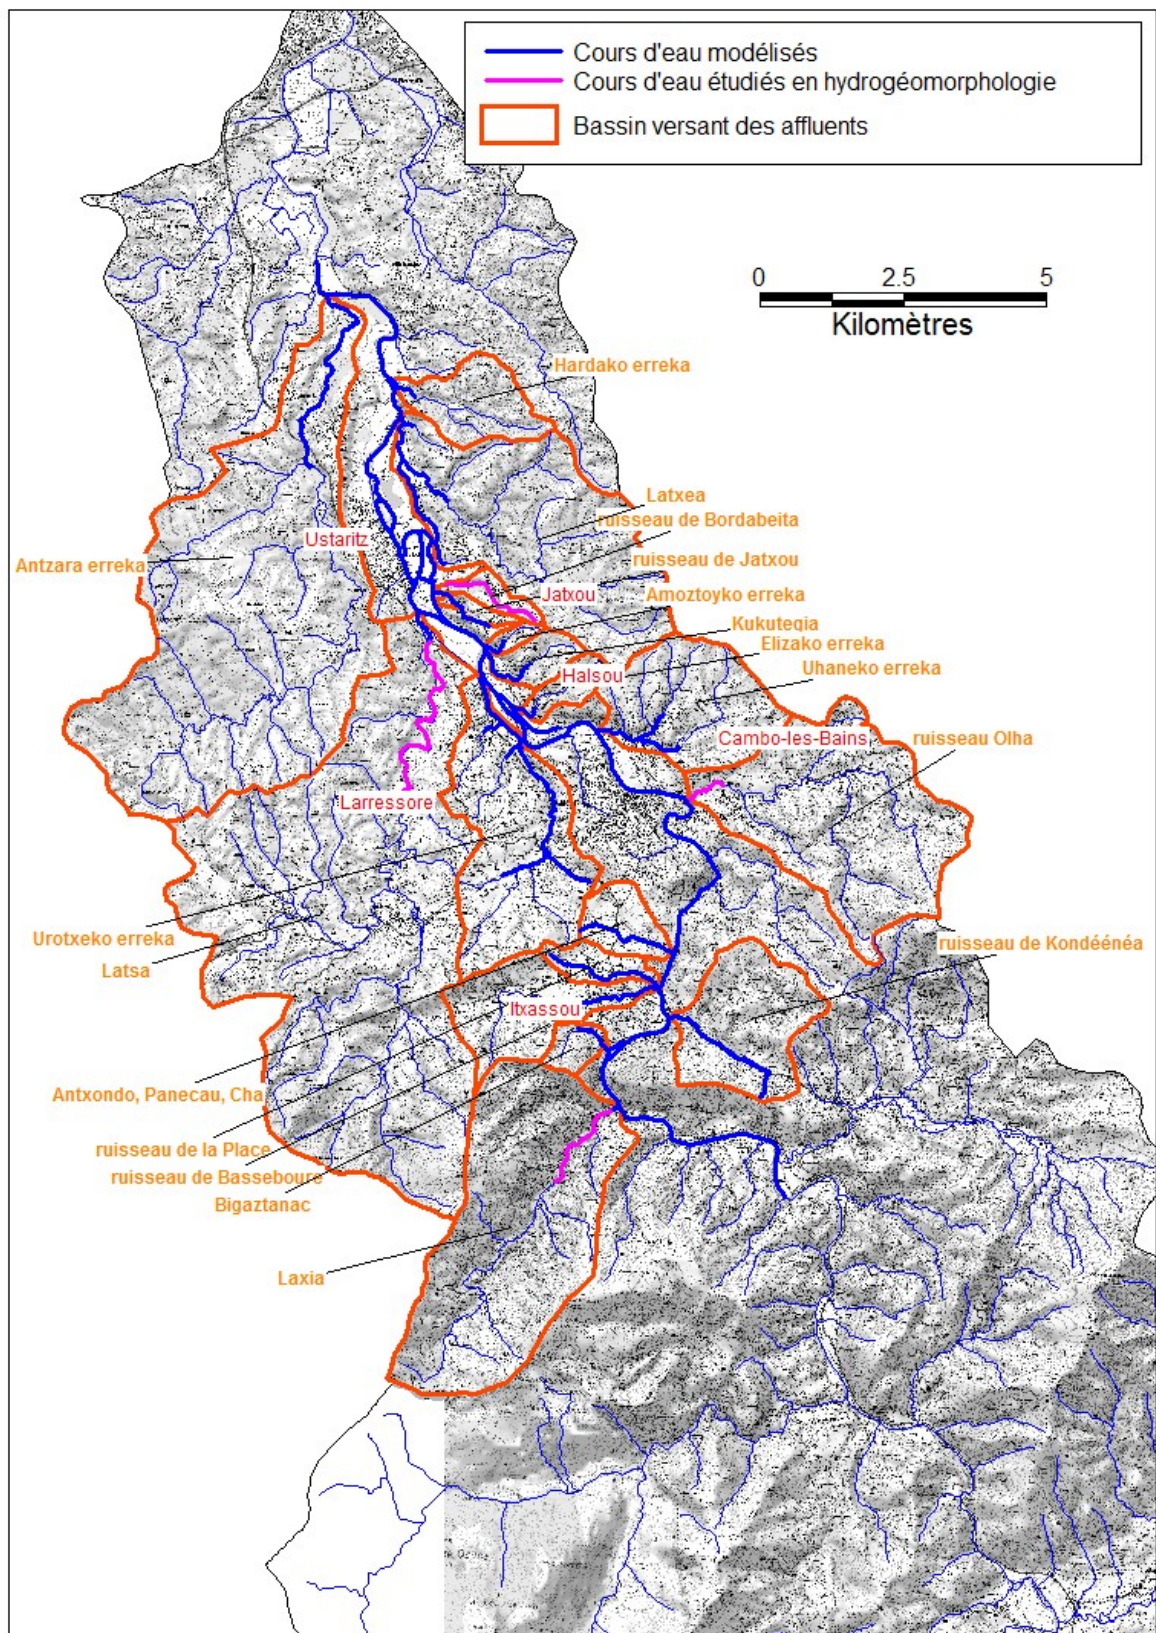 Cours d'eau modélisés
Cours d'eau étudiés en hydrogéomorphologie
Bassin versant des affluents
0 2.5 5
Kilomètres
Hardako erreka
Latxea
ruisseau de Bordabeita
Ustaritz
Antzara erreka
ruisseau de Jatxou
Jatxou
Amoztoyko erreka
Kukutegia
Elizako erreka
Halsou
Uhaneko erreka
Cambo-les-Bains
ruisseau Olha
Larressore
Urotxeko erreka
ruisseau de Kondéénéa
Latsa
Itxassou
Antxondo, Panecau, Cha
ruisseau de la Place
ruisseau de Basseboure
Bigaztanac
Laxia